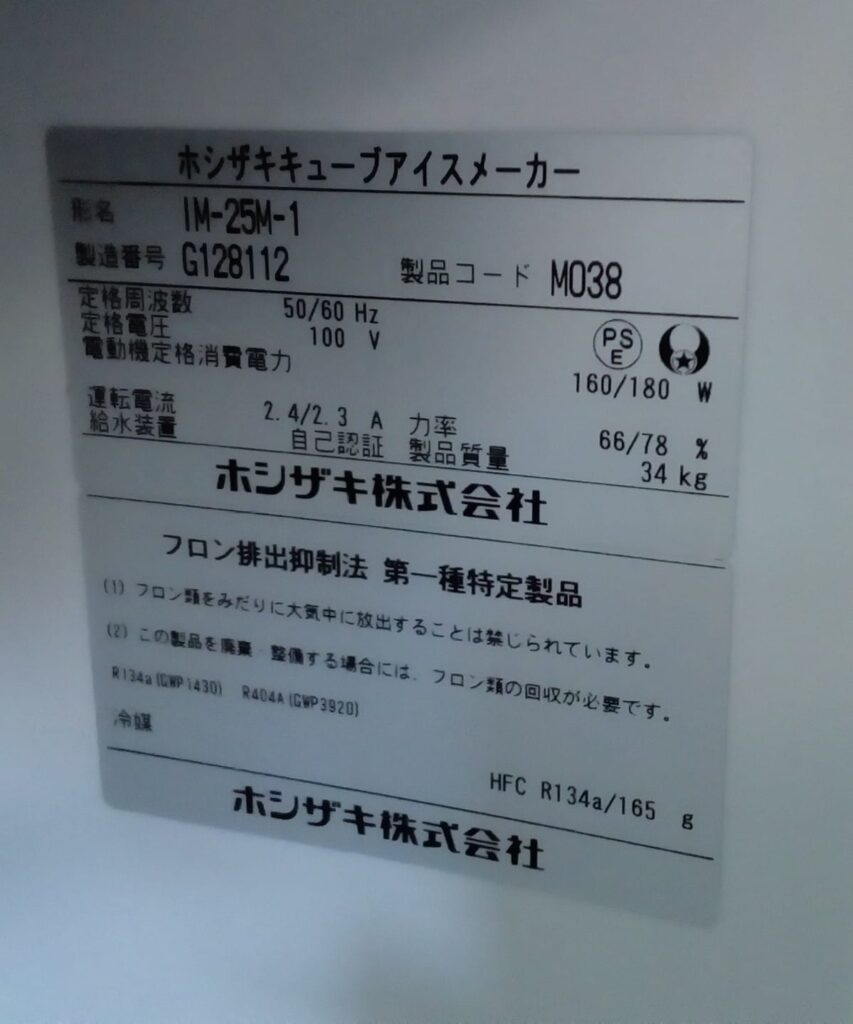 ホシザキキューブアイスメーカー
形名 IM-25M-1
製造番号 G128112 製品コード M038
定格周波数 50/60 Hz
定格電圧 100 V
PS
E
電動機定格消費電力 160/180 W
運転電流 2.4/2.3 A 力率 66/78 %
給水装置 自己認証 製品質量 34 kg
ホシザキ株式会社
フロン排出抑制法 第一種特定製品
(1) フロン類をみだりに大気中に放出することは禁じられています。
(2) この製品を廃棄・整備する場合には、フロン類の回収が必要です。
R134a(GWP1430) R404A(GWP3920)
冷媒 HFC R134a/165 g
ホシザキ株式会社